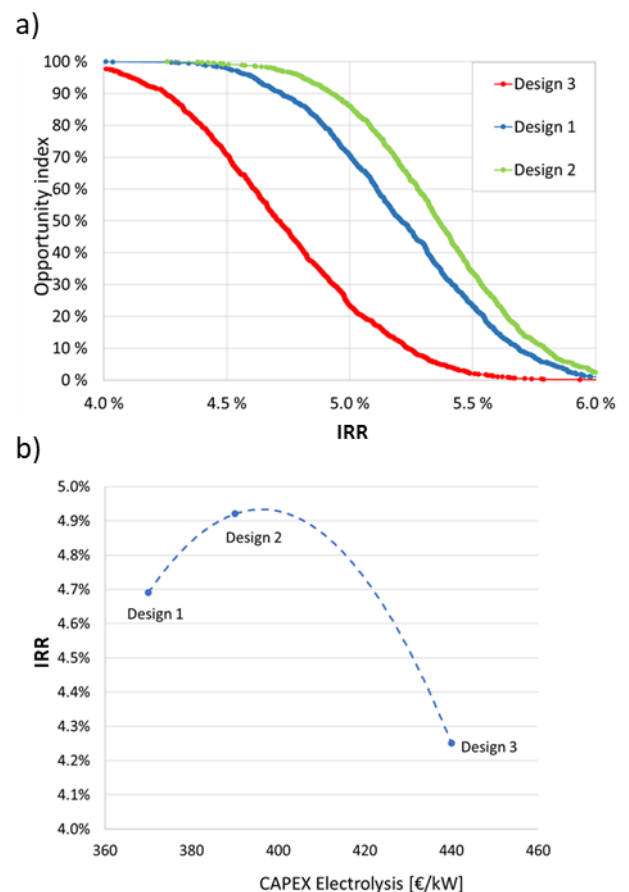 a)
100 %
90 %
80 %
70 %
60 %
50 %
40 %
30 %
20 %
10 %
0 %
Opportunity index
Design 3
Design 1
Design 2
4.0 % 4.5 % 5.0 % 5.5 % 6.0 %
IRR
b)
5.0%
4.9%
4.8%
4.7%
4.6%
4.5%
4.4%
4.3%
4.2%
4.1%
4.0%
IRR
Design 2
Design 1
Design 3
360 380 400 420 440 460
CAPEX Electrolysis [€/kW]